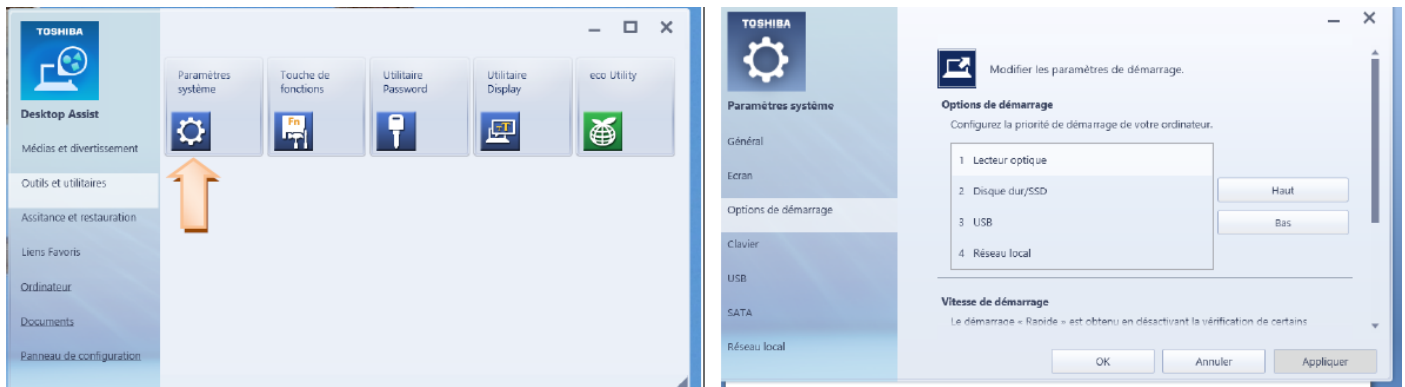 TOSHIBA
Desktop Assist
Médias et divertissement
Outils et utilitaires
Assitance et restauration
Liens Favoris
Ordinateur
Documents
Panneau de configuration
Paramètres
système
Touche de
fonctions
Fn
Utilitaire
Password
Utilitaire
Display
eco Utility
TOSHIBA
Paramètres système
Général
Ecran
Options de démarrage
Clavier
USB
SATA
Réseau local
Modifier les paramètres de démarrage.
Options de démarrage
Configurez la priorité de démarrage de votre ordinateur.
1 Lecteur optique
2 Disque dur/SSD
3 USB
4 Réseau local
Haut
Bas
Vitesse de démarrage
Le démarrage « Rapide » est obtenu en désactivant la vérification de certains
OK
Annuler
Appliquer